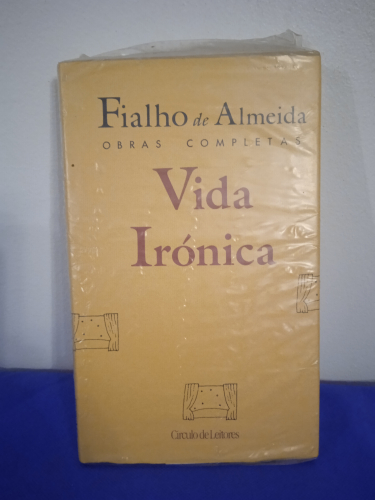 Fialho de Almeida
OBRAS COMPLETAS
Vida
Irónica
Círculo de Leitores